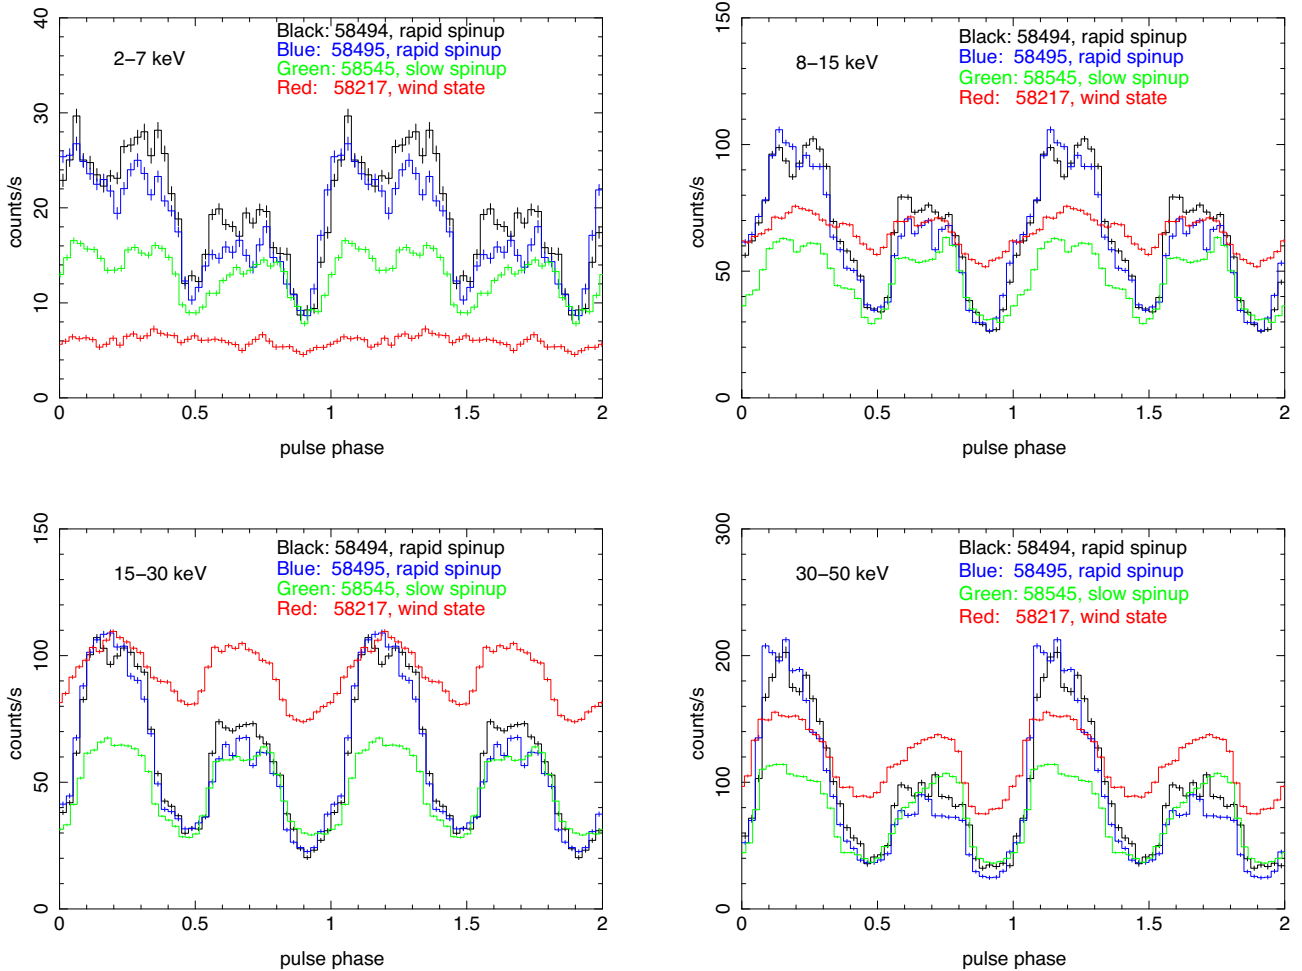 40
30
20
10
0
counts/s
2−7 keV
Black: 58494, rapid spinup
Blue: 58495, rapid spinup
Green: 58545, slow spinup
Red: 58217, wind state
0 0.5 1 1.5 2
pulse phase
150
100
50
0
counts/s
8−15 keV
Black: 58494, rapid spinup
Blue: 58495, rapid spinup
Green: 58545, slow spinup
Red: 58217, wind state
0 0.5 1 1.5 2
pulse phase
150
100
50
0
counts/s
15−30 keV
Black: 58494, rapid spinup
Blue: 58495, rapid spinup
Green: 58545, slow spinup
Red: 58217, wind state
0 0.5 1 1.5 2
pulse phase
300
200
100
0
counts/s
30−50 keV
Black: 58494, rapid spinup
Blue: 58495, rapid spinup
Green: 58545, slow spinup
Red: 58217, wind state
0 0.5 1 1.5 2
pulse phase